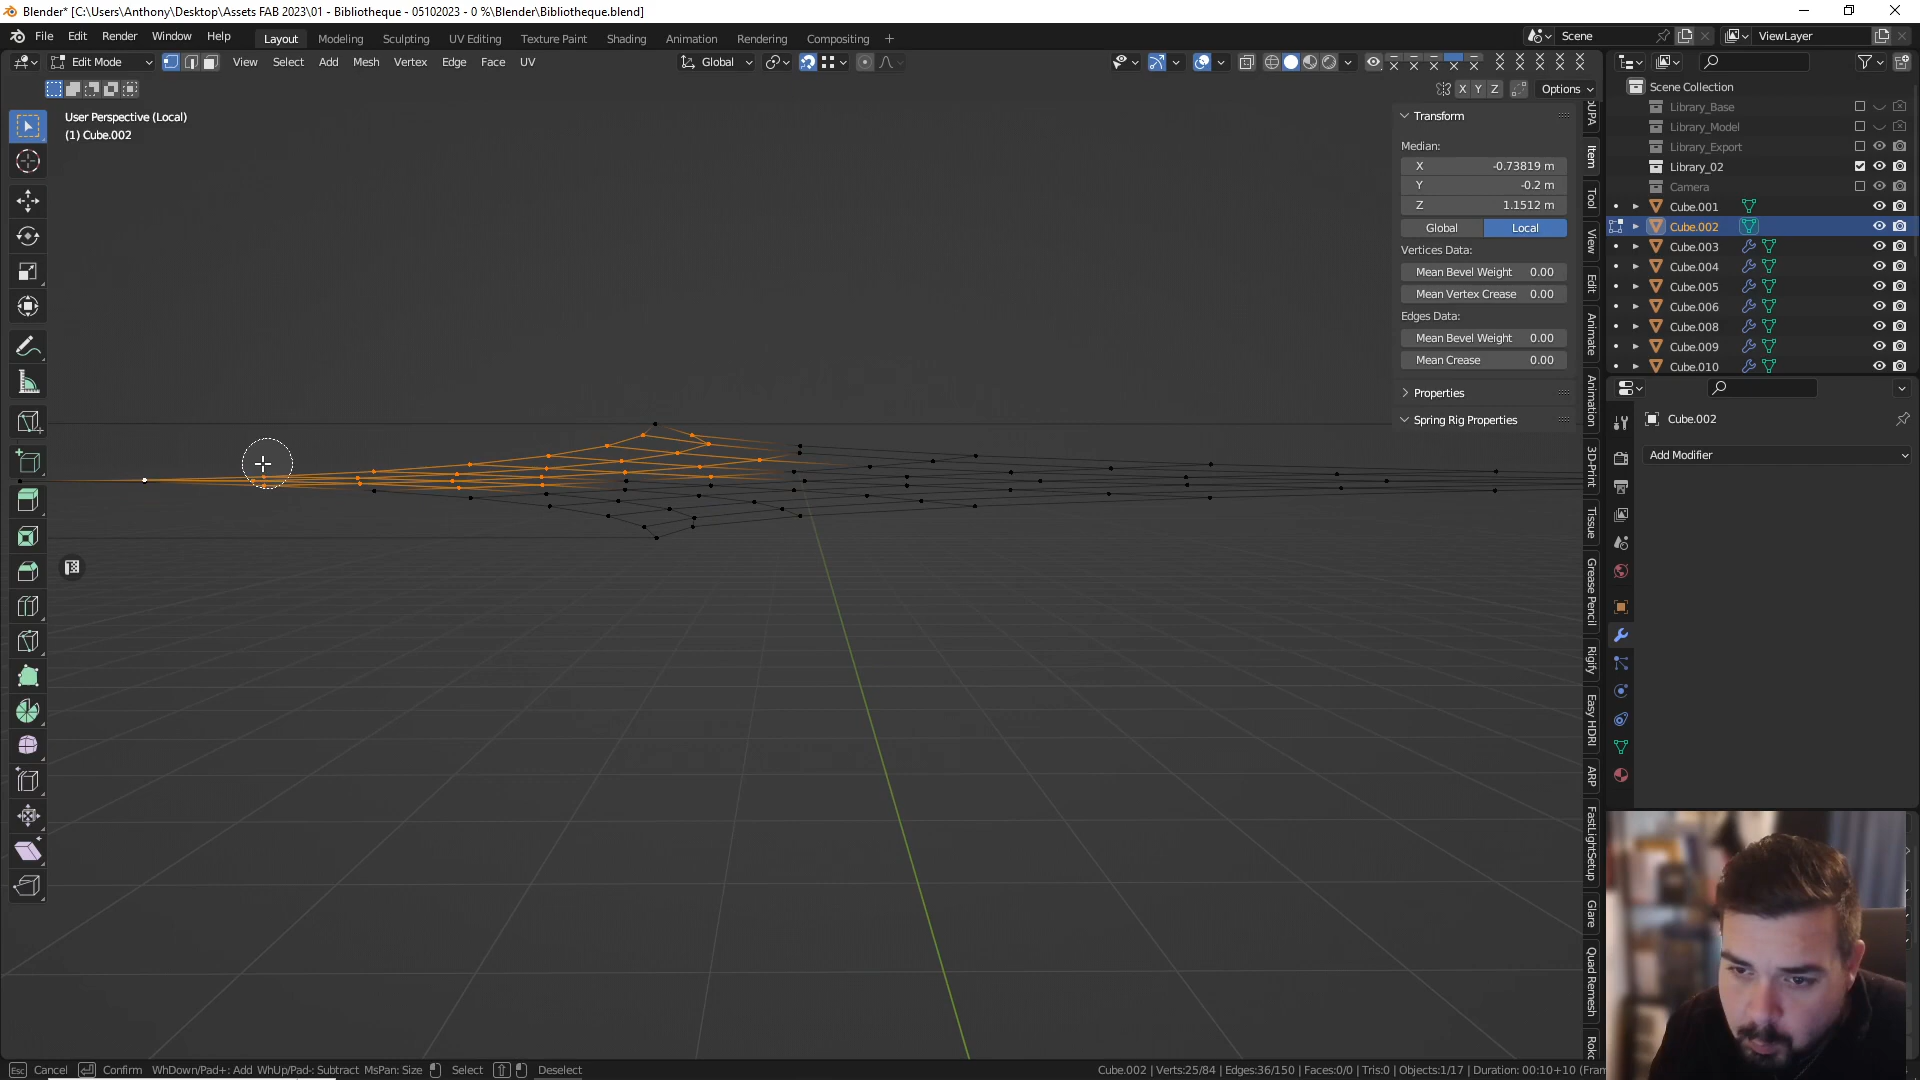 Blender* [C:\Users\Anthony\Desktop\Assets FAB 2023\01 - Bibliotheque - 05102023 - 0 %\Blender\Bibliotheque.blend]
File Edit Render Window Help Layout Modeling Sculpting UV Editing Texture Paint Shading Animation Rendering Compositing Scene ViewLayer
Edit Mode View Select Add Mesh Vertex Edge Face UV Global
X Y Z Options
User Perspective (Local)
(1) Cube.002
Transform
Median:
X -0.73819 m
Y -0.2 m
Z 1.1512 m
Global Local
Vertices Data:
Mean Bevel Weight 0.00
Mean Vertex Crease 0.00
Edges Data:
Mean Bevel Weight 0.00
Mean Crease 0.00
Properties
Spring Rig Properties
Item
Tool
View
Edit
Animate
Animation
3D-Print
Tissue
Grease Pencil
Rigify
Easy HDRI
ARP
FastLightSetup
Glare
Quad Remesh
Roko
Scene Collection
Library_Base
Library_Model
Library_Export
Library_02
Camera
Cube.001
Cube.002
Cube.003
Cube.004
Cube.005
Cube.006
Cube.008
Cube.009
Cube.010
Cube.002
Add Modifier
Esc Cancel Confirm WhDown/Pad+: Add WhUp/Pad-: Subtract MsPan: Size Select Deselect
Cube.002 | Verts:25/84 | Edges:36/150 | Faces:0/0 | Tris:0 | Objects:1/17 | Duration: 00:10+10 (Fram